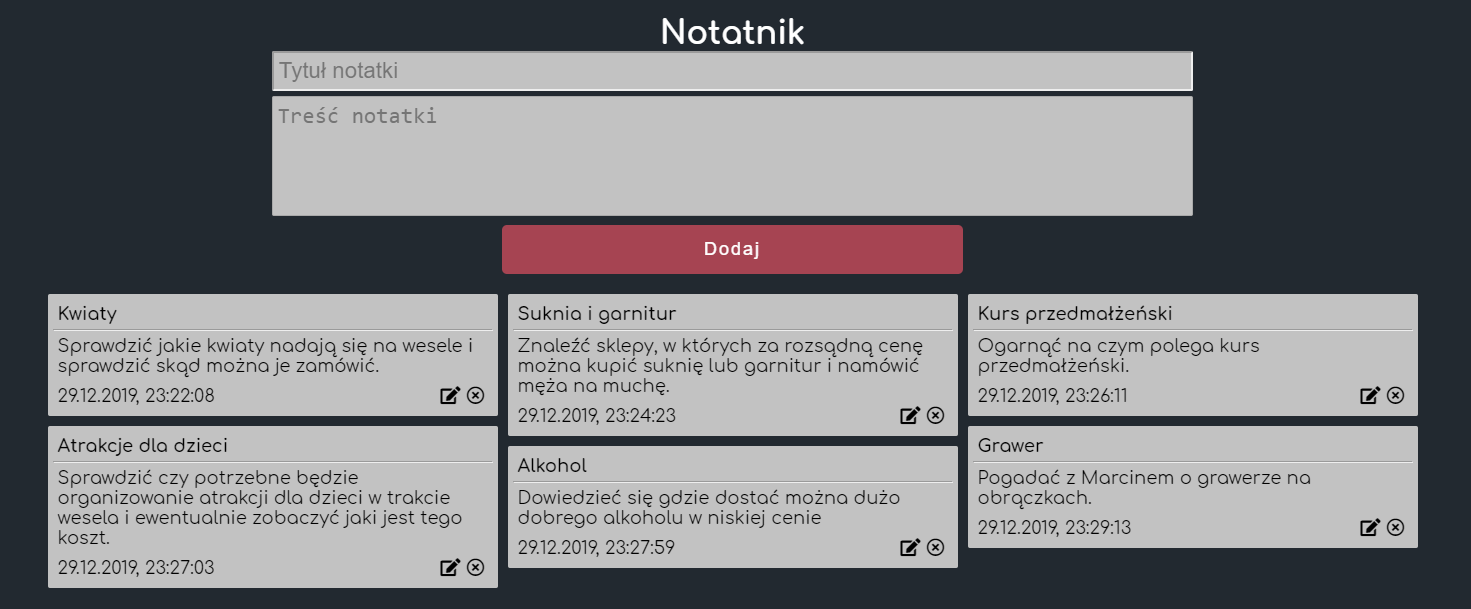 Notatnik
Tytuł notatki
Treść notatki
Dodaj
Kwiaty
Sprawdzić jakie kwiaty nadają się na wesele i
sprawdzić skąd można je zamówić.
29.12.2019, 23:22:08
Suknia i garnitur
Znaleźć sklepy, w których za rozsądną cenę
można kupić suknię lub garnitur i namówić
męża na muchę.
29.12.2019, 23:24:23
Kurs przedmałżeński
Ogarnąć na czym polega kurs
przedmałżeński.
29.12.2019, 23:26:11
Atrakcje dla dzieci
Sprawdzić czy potrzebne będzie
organizowanie atrakcji dla dzieci w trakcie
wesela i ewentualnie zobaczyć jaki jest tego
koszt.
29.12.2019, 23:27:03
Alkohol
Dowiedzieć się gdzie dostać można dużo
dobrego alkoholu w niskiej cenie
29.12.2019, 23:27:59
Grawer
Pogadać z Marcinem o grawerze na
obrączkach.
29.12.2019, 23:29:13